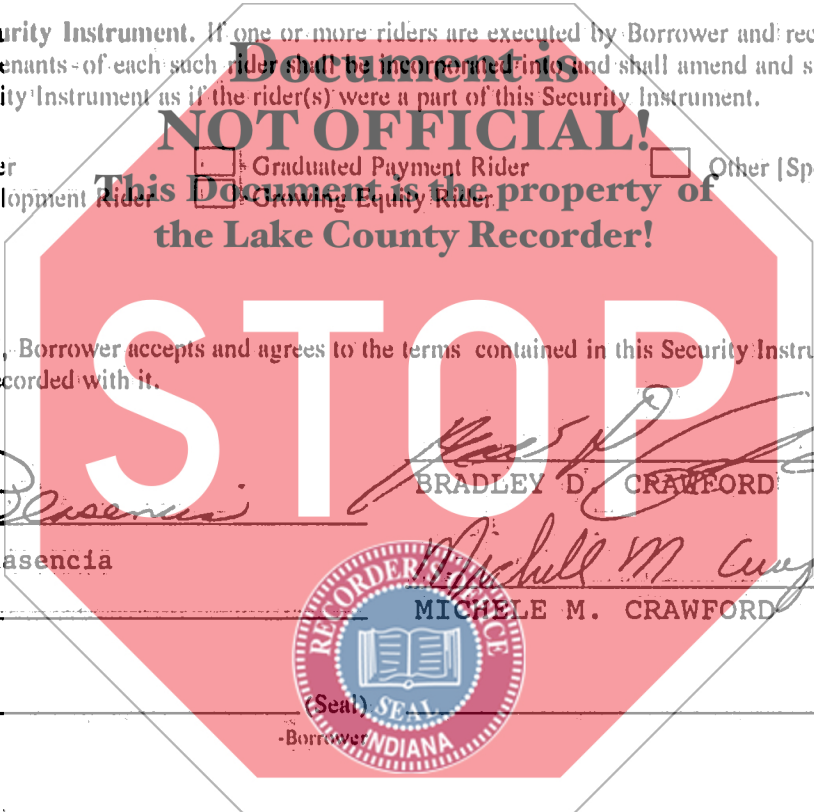 urity Instrument. If one or more riders are executed by Borrower and rec
enants of each such rider shall be incorporated into and shall amend and s
ity Instrument as if the rider(s) were a part of this Security Instrument.
Document is
NOT OFFICIAL!
This Document is the property of
the Lake County Recorder!
er Graduated Payment Rider Other [Sp
lopment Rider Growing Equity Rider
STOP
, Borrower accepts and agrees to the terms contained in this Security Instru
corded with it.
BRADLEY D. CRAWFORD
asencia
Michele M
MICHELE M. CRAWFORD
RECORDER'S OFFICE
SEAL
INDIANA
(Seal)
-Borrower